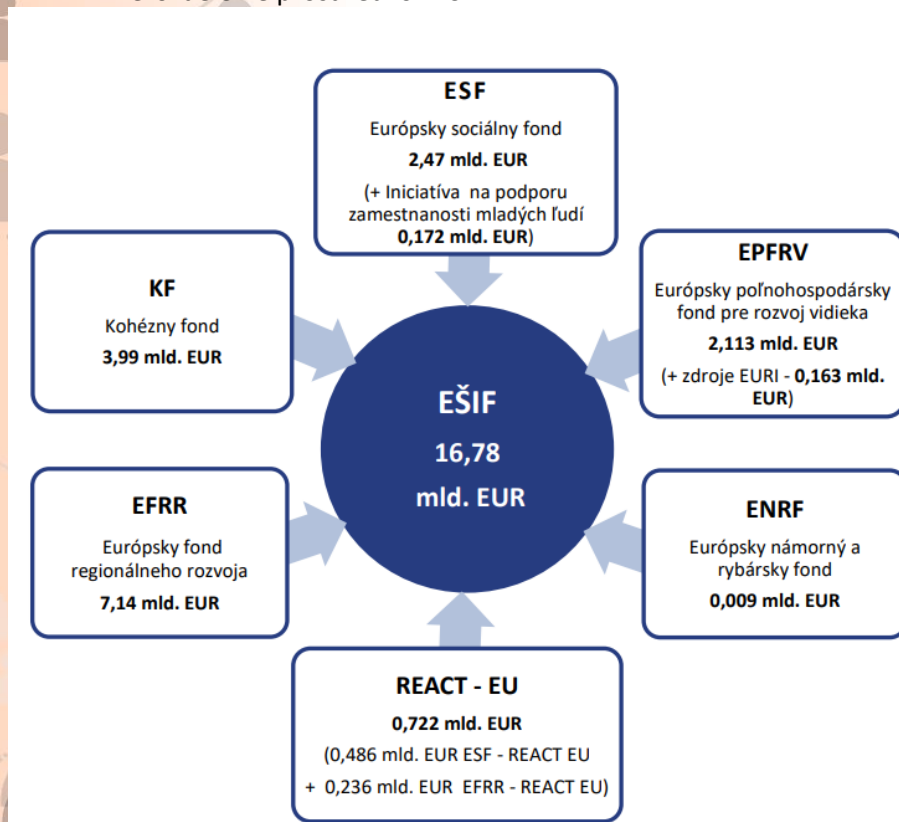 ESF
Európsky sociálny fond
2,47 mld. EUR
(+ Iniciatíva na podporu
zamestnanosti mladých ľudí
0,172 mld. EUR)
KF
Kohézny fond
3,99 mld. EUR
EPFRV
Európsky poľnohospodársky
fond pre rozvoj vidieka
2,113 mld. EUR
(+ zdroje EURI - 0,163 mld.
EUR)
EŠIF
16,78
mld. EUR
EFRR
Európsky fond
regionálneho rozvoja
7,14 mld. EUR
ENRF
Európsky námorný a
rybársky fond
0,009 mld. EUR
REACT - EU
0,722 mld. EUR
(0,486 mld. EUR ESF - REACT EU
+ 0,236 mld. EUR EFRR - REACT EU)